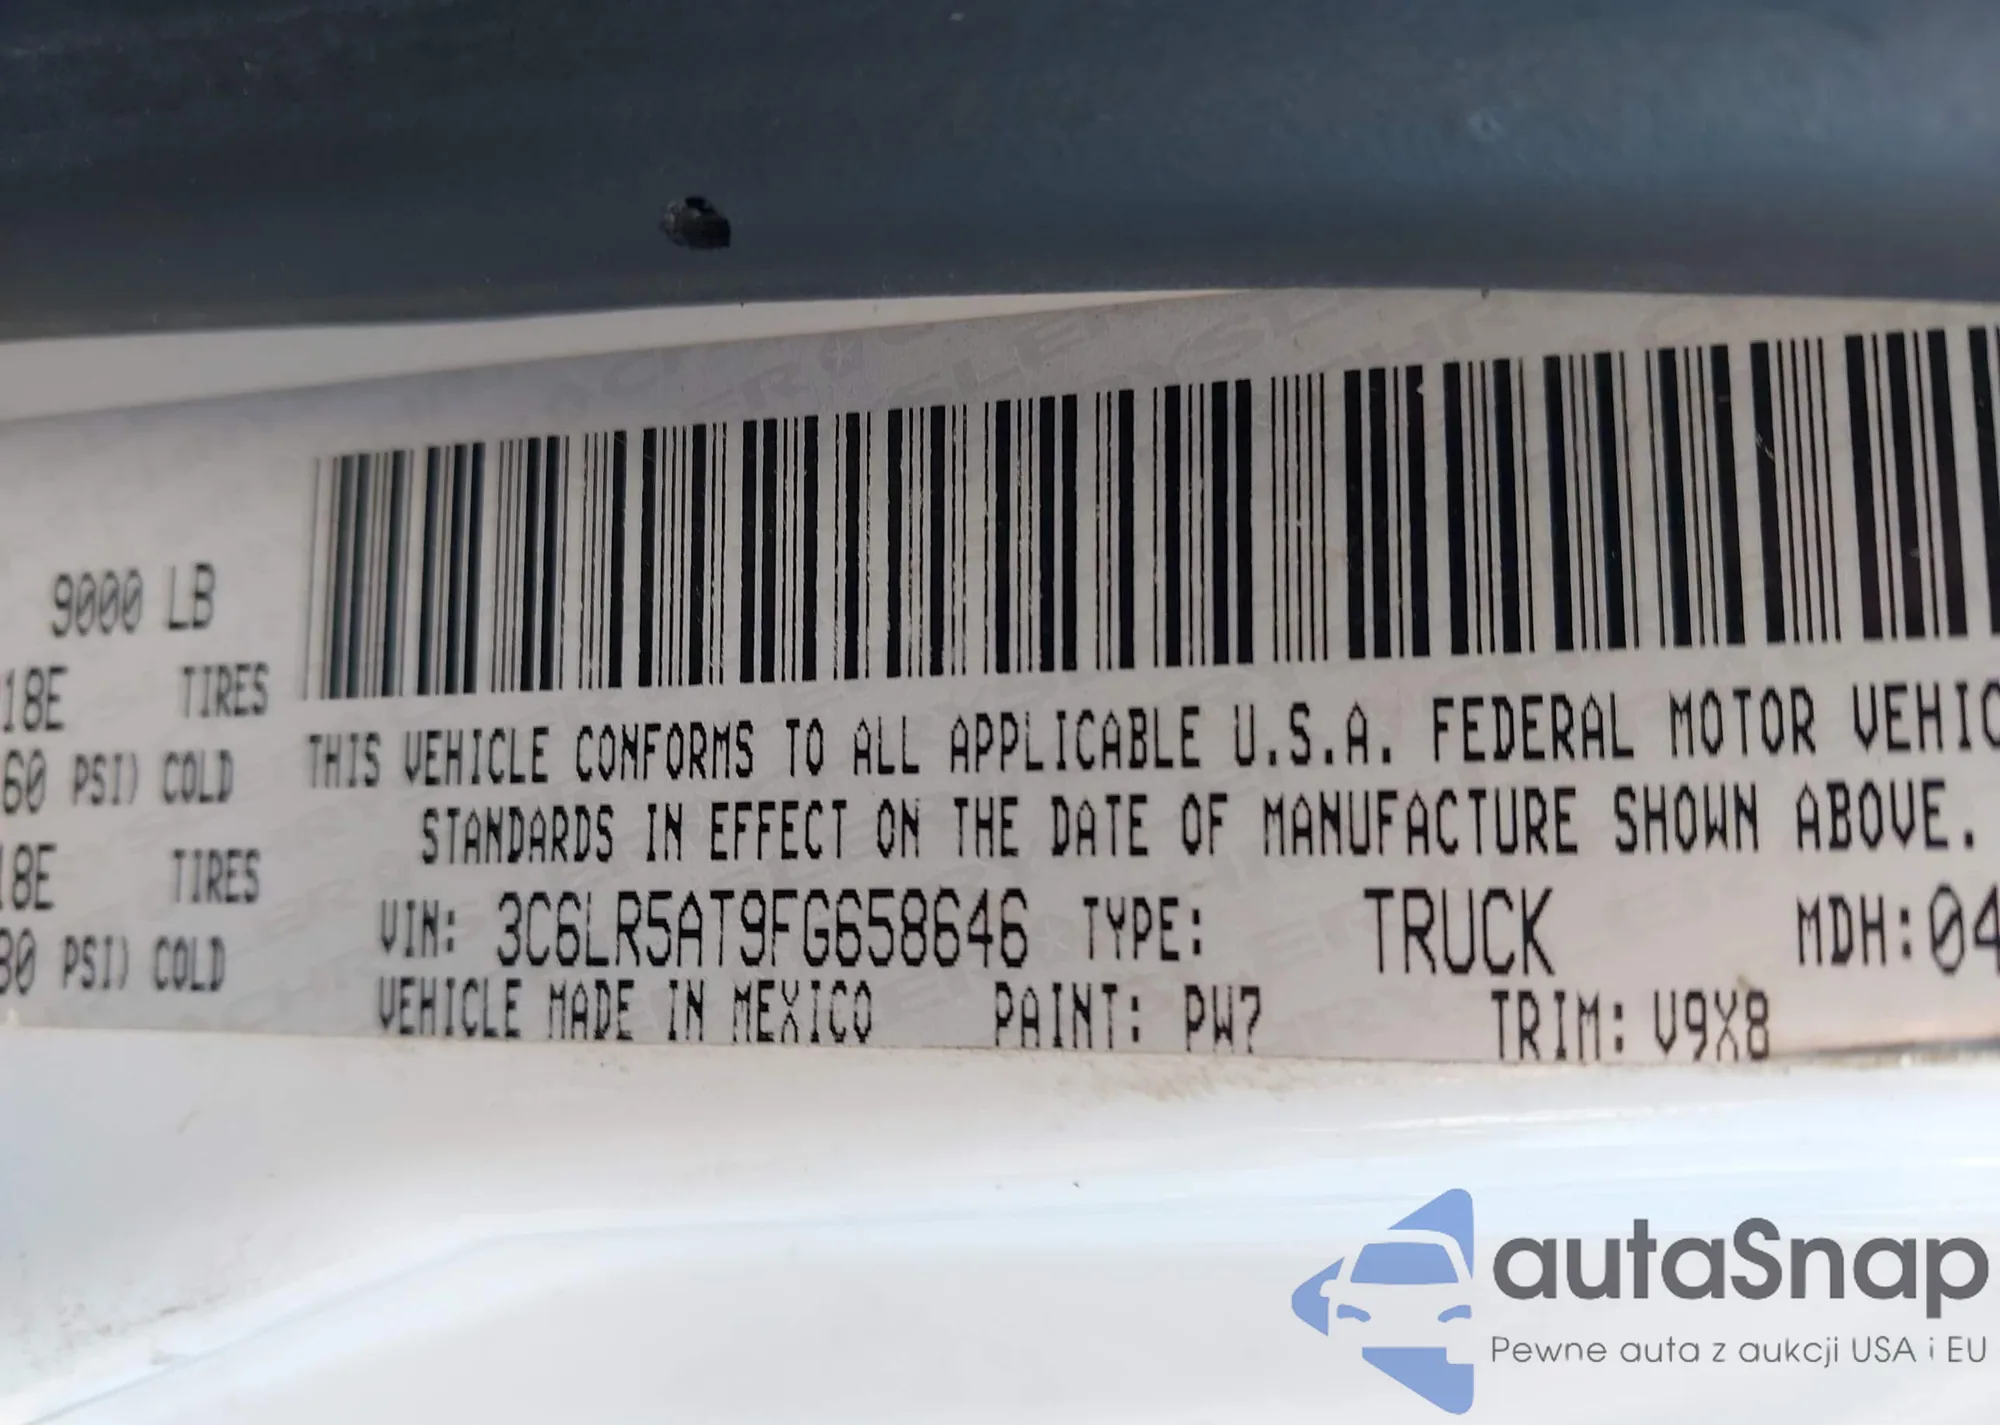 9000 LB
18E TIRES
60 PSI) COLD
18E TIRES
80 PSI) COLD
THIS VEHICLE CONFORMS TO ALL APPLICABLE U.S.A. FEDERAL MOTOR VEHIC
STANDARDS IN EFFECT ON THE DATE OF MANUFACTURE SHOWN ABOVE.
VIN: 3C6LR5AT9FG658646 TYPE: TRUCK MDH:04
VEHICLE MADE IN MEXICO PAINT: PW7 TRIM: V9X8
autaSnap
Pewne auta z aukcji USA i EU